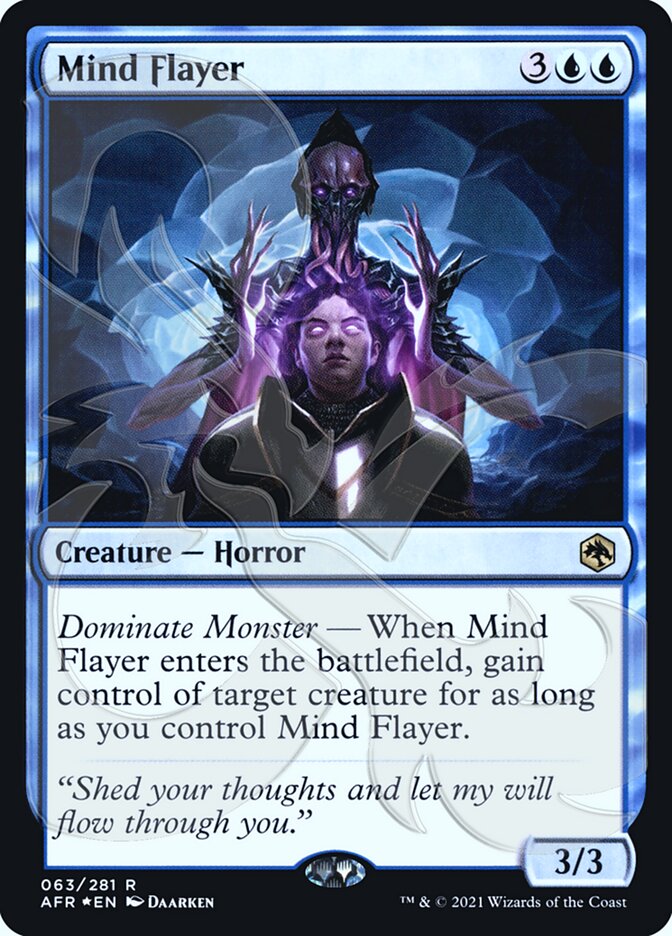 Mind Flayer
3
Creature — Horror
Dominate Monster — When Mind
Flayer enters the battlefield, gain
control of target creature for as long
as you control Mind Flayer.
“Shed your thoughts and let my will
flow through you.”
3/3
063/281 R
AFR ★ EN DAARKEN
™ & © 2021 Wizards of the Coast